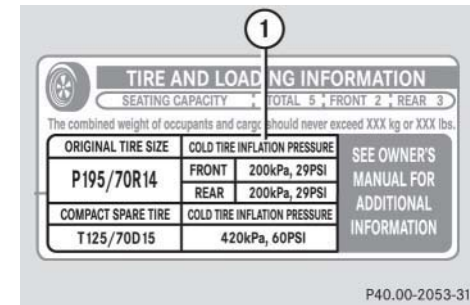 1
TIRE AND LOADING INFORMATION
SEATING CAPACITY TOTAL 5 FRONT 2 REAR 3
The combined weight of occupants and cargo should never exceed XXX kg or XXX lbs.
ORIGINAL TIRE SIZE COLD TIRE INFLATION PRESSURE
P195/70R14 FRONT 200kPa, 29PSI
REAR 200kPa, 29PSI
COMPACT SPARE TIRE COLD TIRE INFLATION PRESSURE
T125/70D15 420kPa, 60PSI
SEE OWNER'S
MANUAL FOR
ADDITIONAL
INFORMATION
P40.00-2053-31